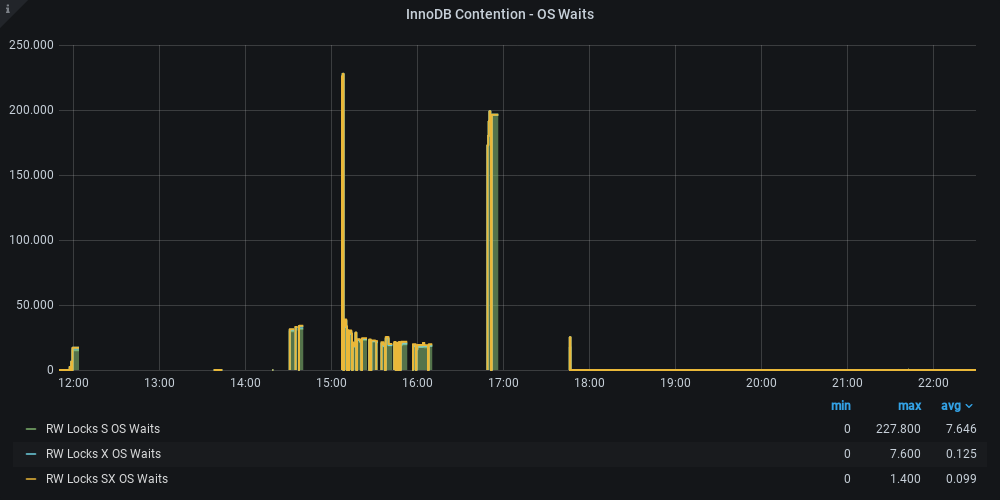 i
InnoDB Contention - OS Waits
250.000
200.000
150.000
100.000
50.000
0
12:00 13:00 14:00 15:00 16:00 17:00 18:00 19:00 20:00 21:00 22:00
min max avg
RW Locks S OS Waits 0 227.800 7.646
RW Locks X OS Waits 0 7.600 0.125
RW Locks SX OS Waits 0 1.400 0.099